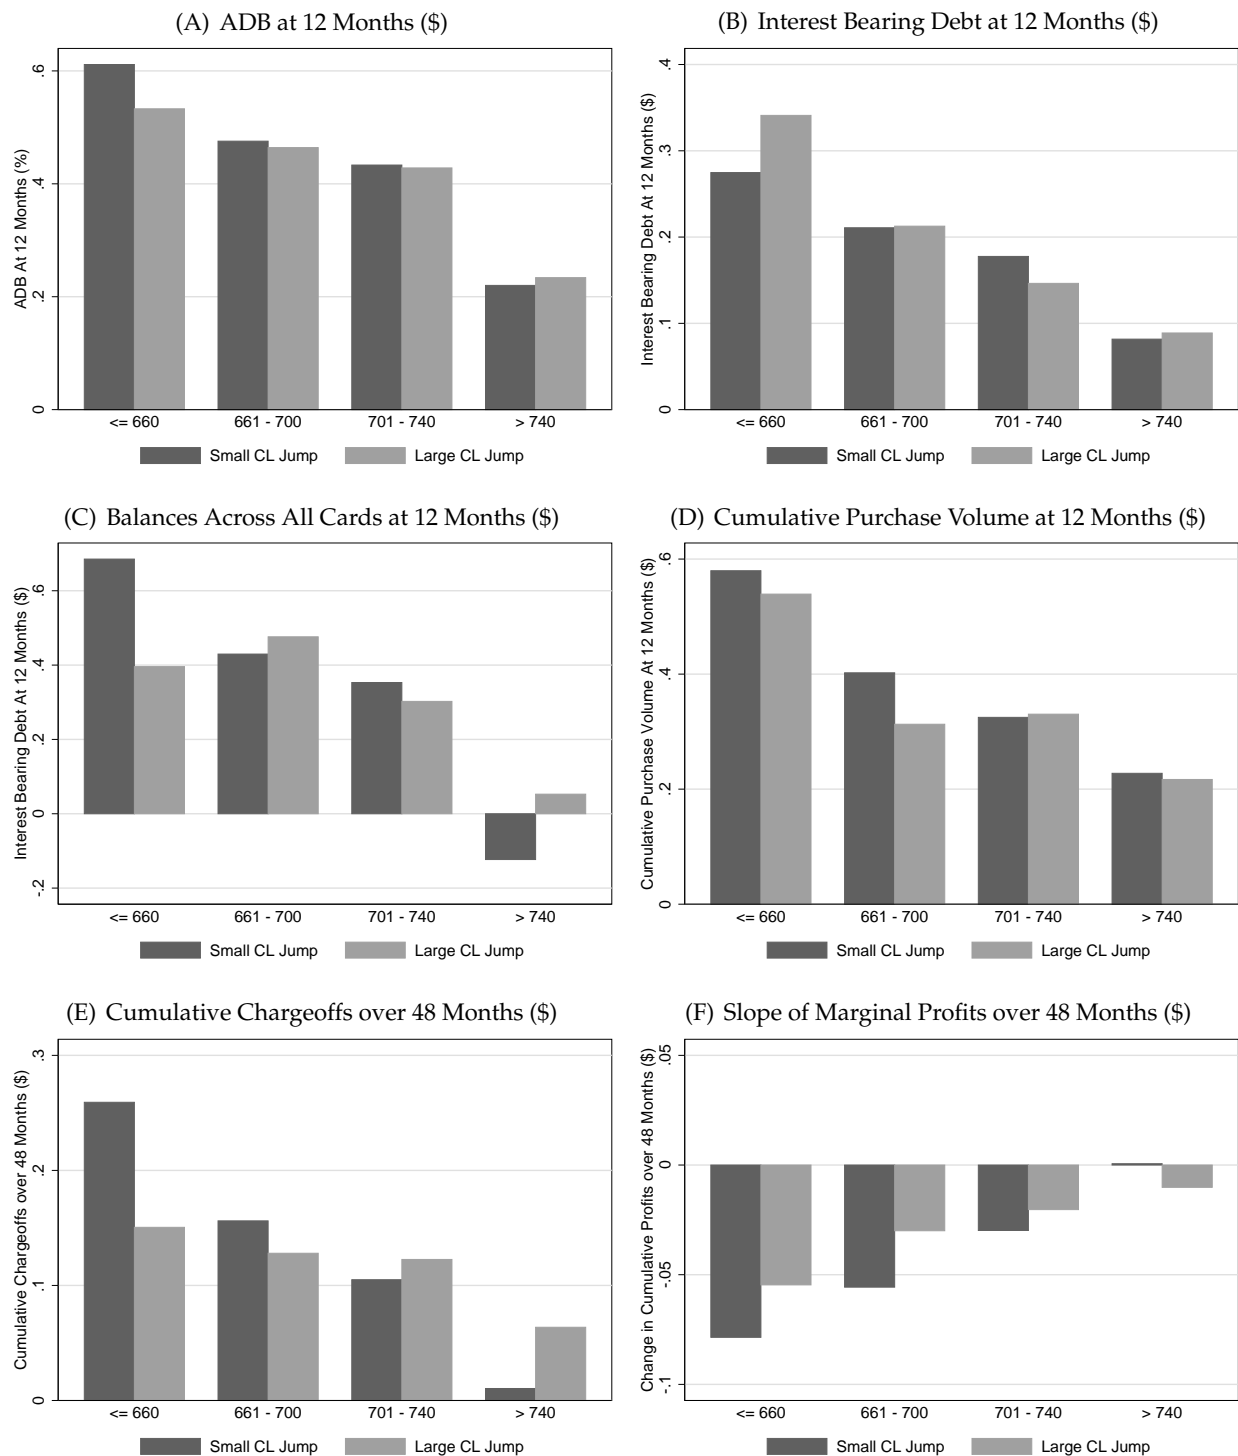 (A) ADB at 12 Months ($)
ADB At 12 Months (%)
.6
.4
.2
0
<= 660
661 - 700
701 - 740
> 740
Small CL Jump
Large CL Jump
(B) Interest Bearing Debt at 12 Months ($)
Interest Bearing Debt At 12 Months ($)
.4
.3
.2
.1
0
<= 660
661 - 700
701 - 740
> 740
Small CL Jump
Large CL Jump
(C) Balances Across All Cards at 12 Months ($)
Interest Bearing Debt At 12 Months ($)
.6
.4
.2
0
-.2
<= 660
661 - 700
701 - 740
> 740
Small CL Jump
Large CL Jump
(D) Cumulative Purchase Volume at 12 Months ($)
Cumulative Purchase Volume At 12 Months ($)
.6
.4
.2
0
<= 660
661 - 700
701 - 740
> 740
Small CL Jump
Large CL Jump
(E) Cumulative Chargeoffs over 48 Months ($)
Cumulative Chargeoffs over 48 Months ($)
.3
.2
.1
0
<= 660
661 - 700
701 - 740
> 740
Small CL Jump
Large CL Jump
(F) Slope of Marginal Profits over 48 Months ($)
Change in Cumulative Profits over 48 Months ($)
.05
0
-.05
-.1
<= 660
661 - 700
701 - 740
> 740
Small CL Jump
Large CL Jump